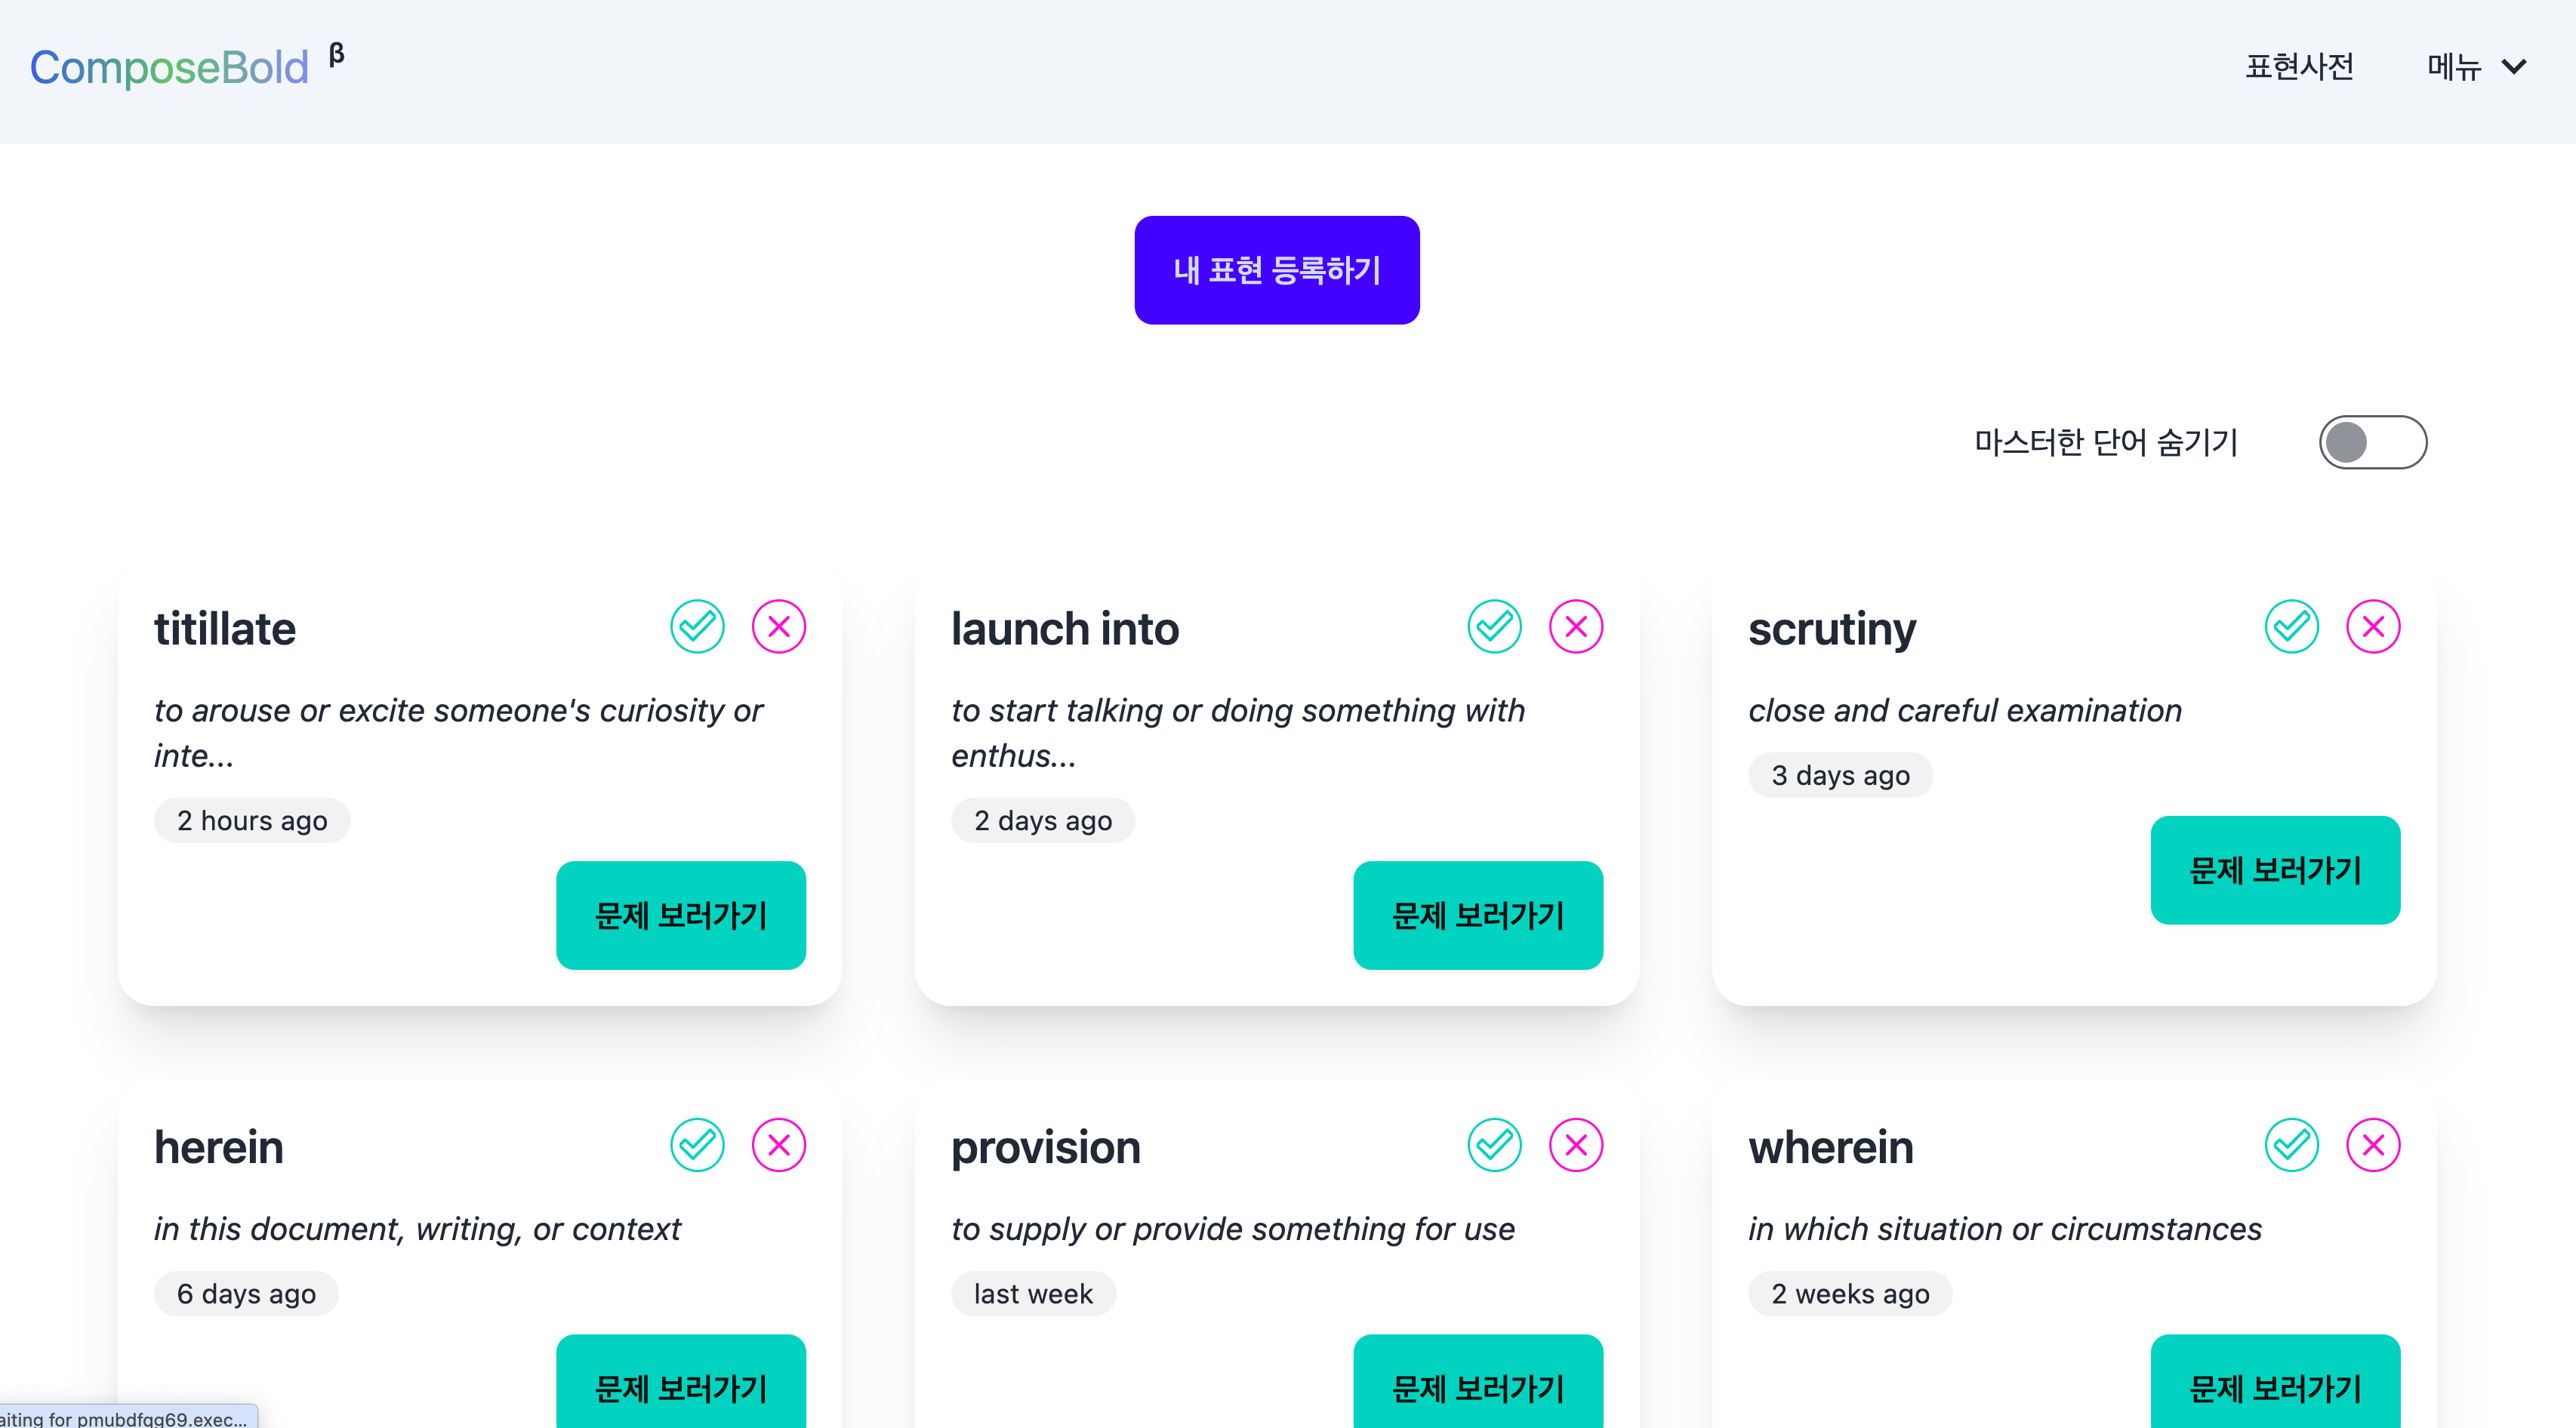 ComposeBold β
표현사전
메뉴
내 표현 등록하기
마스터한 단어 숨기기
titillate
to arouse or excite someone's curiosity or
inte...
2 hours ago
문제 보러가기
launch into
to start talking or doing something with
enthus...
2 days ago
문제 보러가기
scrutiny
close and careful examination
3 days ago
문제 보러가기
herein
in this document, writing, or context
6 days ago
문제 보러가기
provision
to supply or provide something for use
last week
문제 보러가기
wherein
in which situation or circumstances
2 weeks ago
문제 보러가기
aiting for pmubdfqg69.exec...